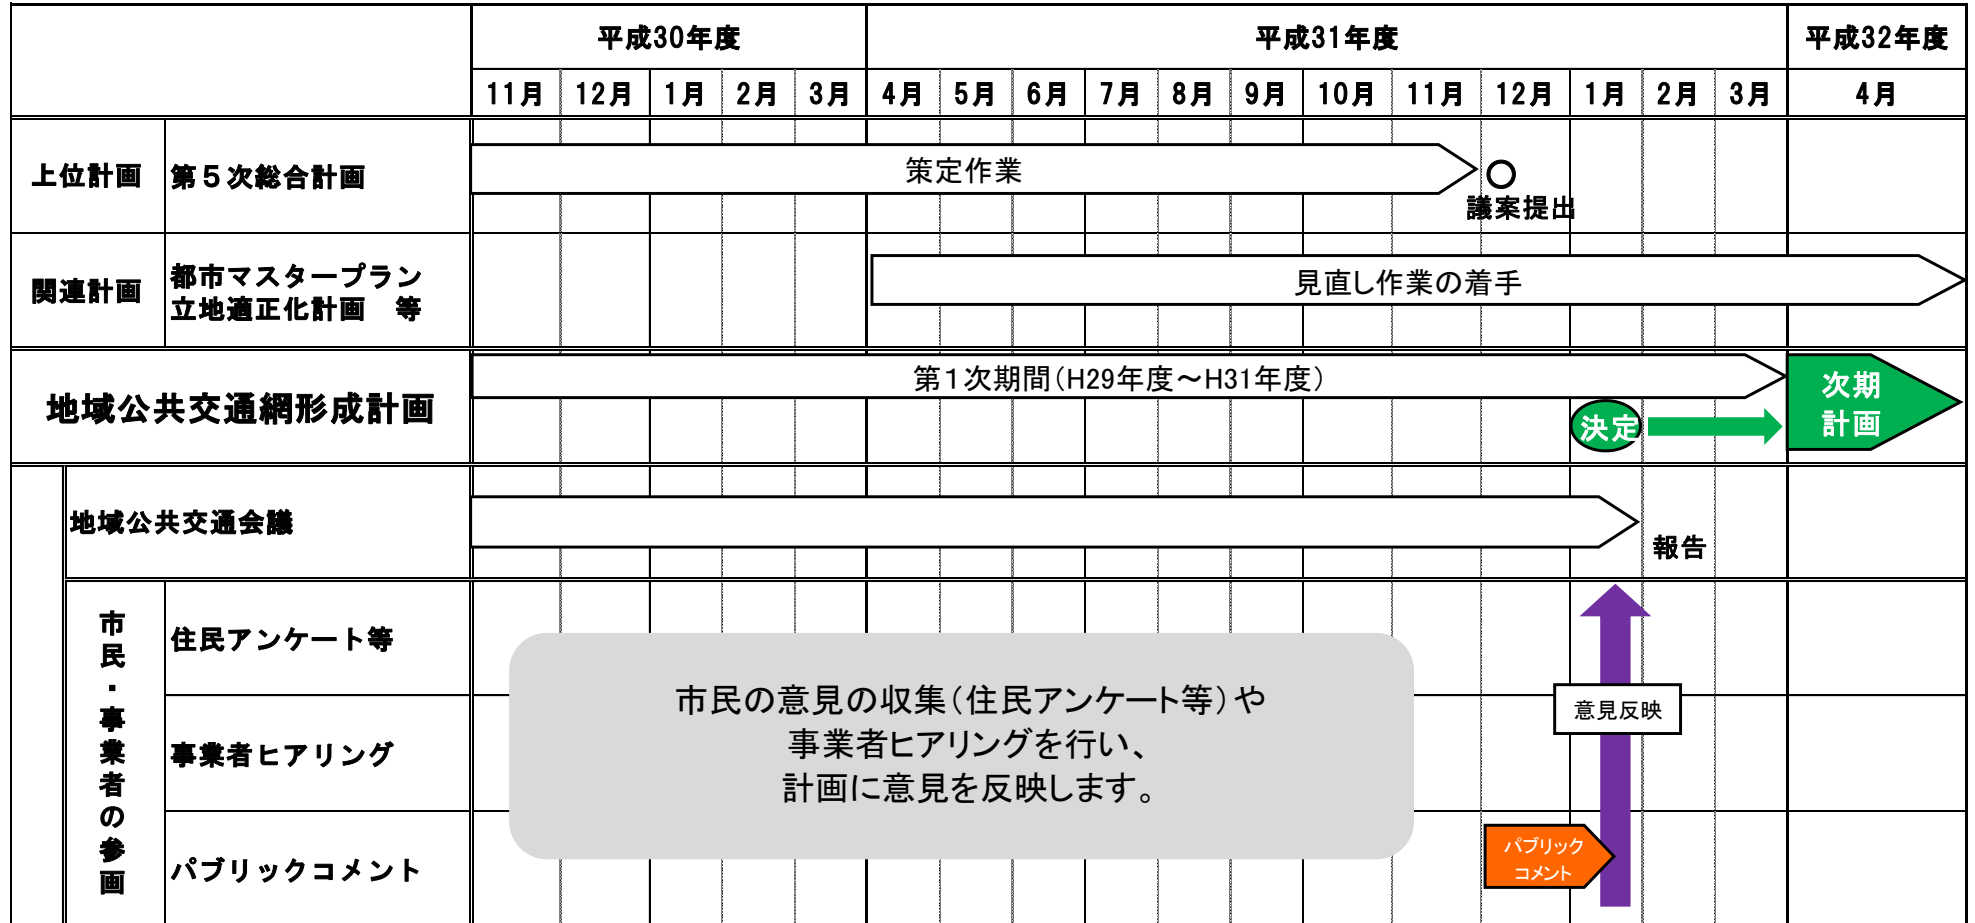 平成30年度
平成31年度
平成32年度
11月 12月 1月 2月 3月 4月 5月 6月 7月 8月 9月 10月 11月 12月 1月 2月 3月 4月
上位計画
第５次総合計画
策定作業
議案提出
関連計画
都市マスタープラン
立地適正化計画　等
見直し作業の着手
地域公共交通網形成計画
第１次期間（H29年度～H31年度）
決定
次期
計画
地域公共交通会議
報告
市民・事業者の参画
住民アンケート等
事業者ヒアリング
パブリックコメント
市民の意見の収集（住民アンケート等）や
事業者ヒアリングを行い、
計画に意見を反映します。
意見反映
パブリック
コメント